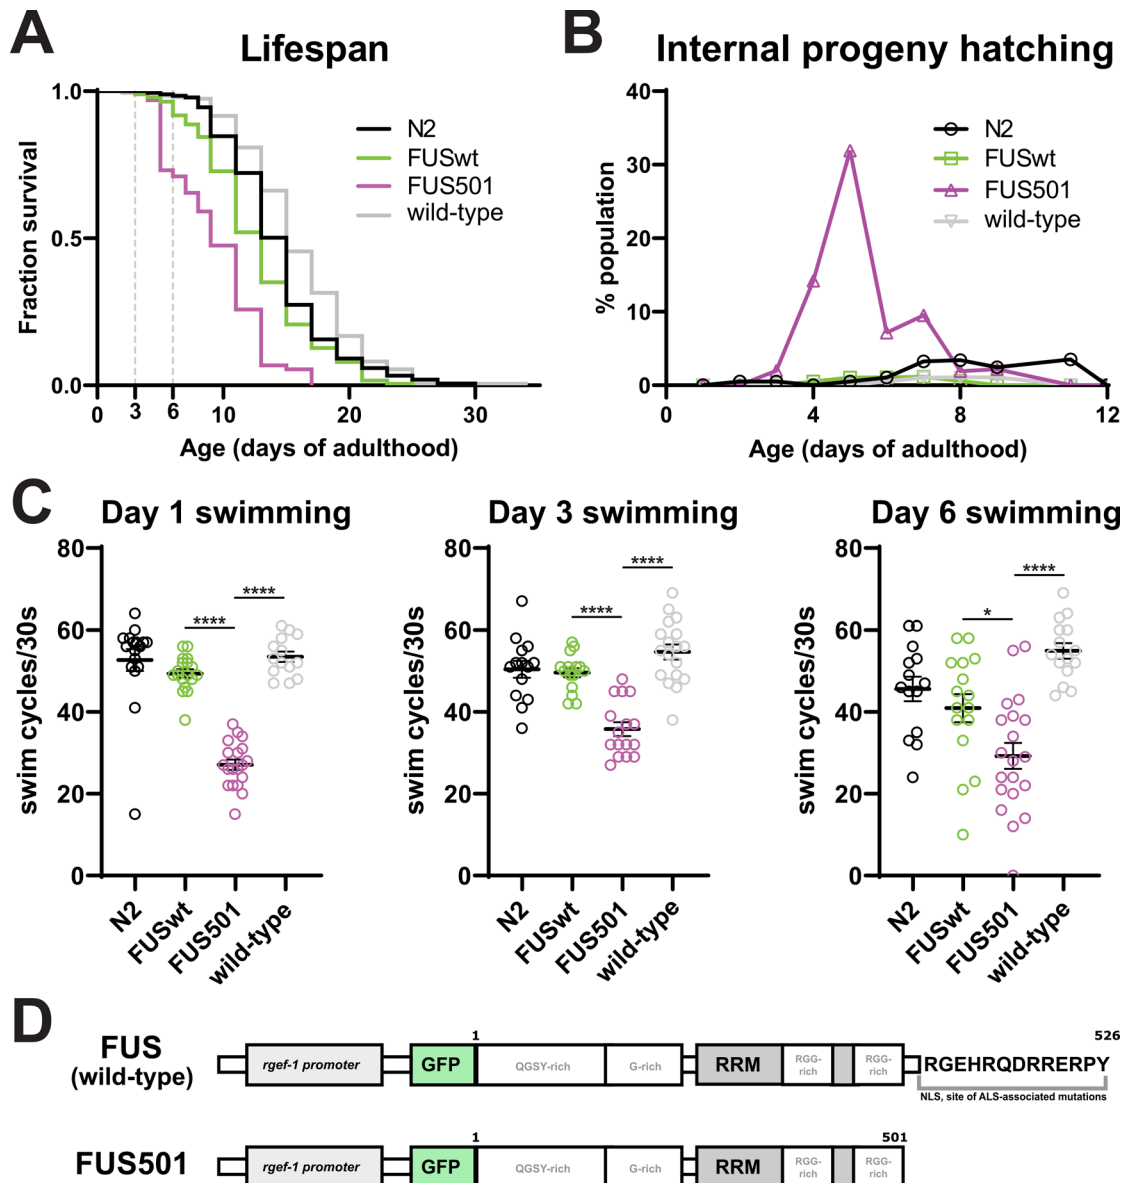 A
Lifespan
1.0
0.5
0.0
Fraction survival
N2
FUSwt
FUS501
wild-type
0
3
6
10
20
30
Age (days of adulthood)
B
Internal progeny hatching
40
30
20
10
0
% population
N2
FUSwt
FUS501
wild-type
0
4
8
12
Age (days of adulthood)
C
Day 1 swimming
80
60
40
20
0
swim cycles/30s
****
****
N2
FUSwt
FUS501
wild-type
Day 3 swimming
80
60
40
20
0
swim cycles/30s
****
****
N2
FUSwt
FUS501
wild-type
Day 6 swimming
80
60
40
20
0
swim cycles/30s
*
****
N2
FUSwt
FUS501
wild-type
D
FUS
(wild-type)
rgef-1 promoter
GFP
1
QGSY-rich
G-rich
RRM
RGG-
rich
RGG-
rich
526
RGEHRQDRRERPY
NLS, site of ALS-associated mutations
FUS501
rgef-1 promoter
GFP
1
QGSY-rich
G-rich
RRM
RGG-
rich
RGG-
rich
501